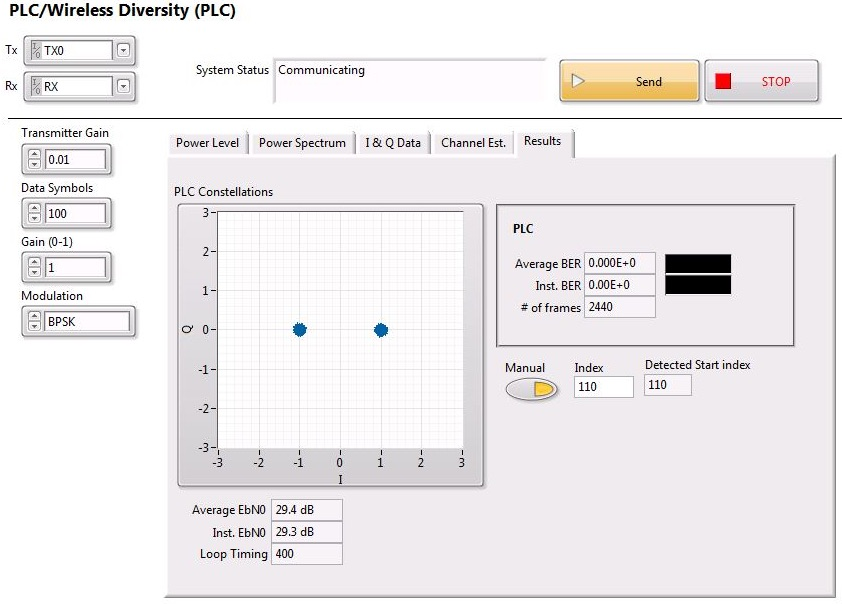 PLC/Wireless Diversity (PLC)
Tx TX0
Rx RX
System Status Communicating
Send
STOP
Transmitter Gain
0.01
Data Symbols
100
Gain (0-1)
1
Modulation
BPSK
Power Level Power Spectrum I & Q Data Channel Est. Results
PLC Constellations
3
2
1
0
-1
-2
-3
Q
-3 -2 -1 0 1 2 3
I
PLC
Average BER 0.000E+0
Inst. BER 0.00E+0
# of frames 2440
Manual Index Detected Start index
110 110
Average EbN0 29.4 dB
Inst. EbN0 29.3 dB
Loop Timing 400